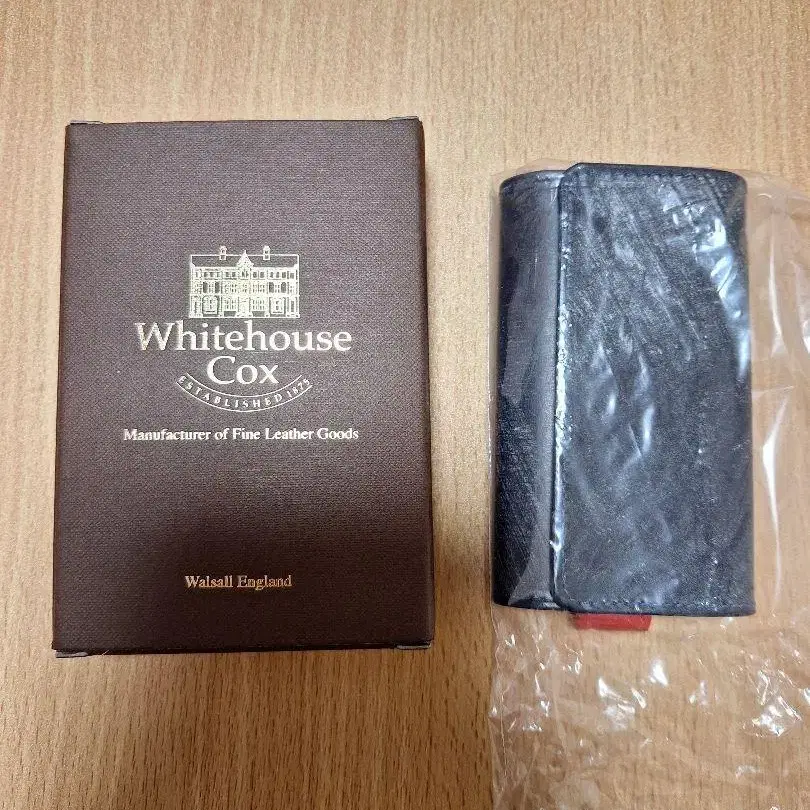 Whitehouse
Cox
ESTABLISHED 1875
Manufacturer of Fine Leather Goods
Walsall England